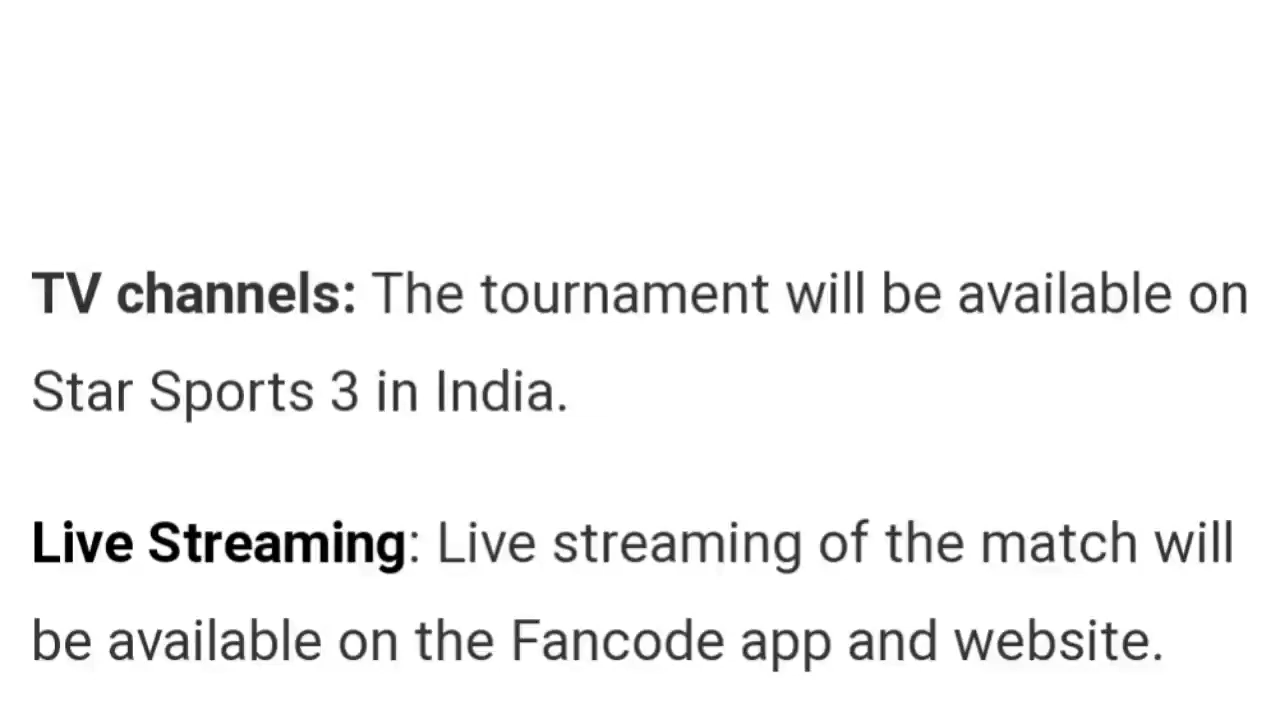 TV channels: The tournament will be available on
Star Sports 3 in India.
Live Streaming: Live streaming of the match will
be available on the Fancode app and website.